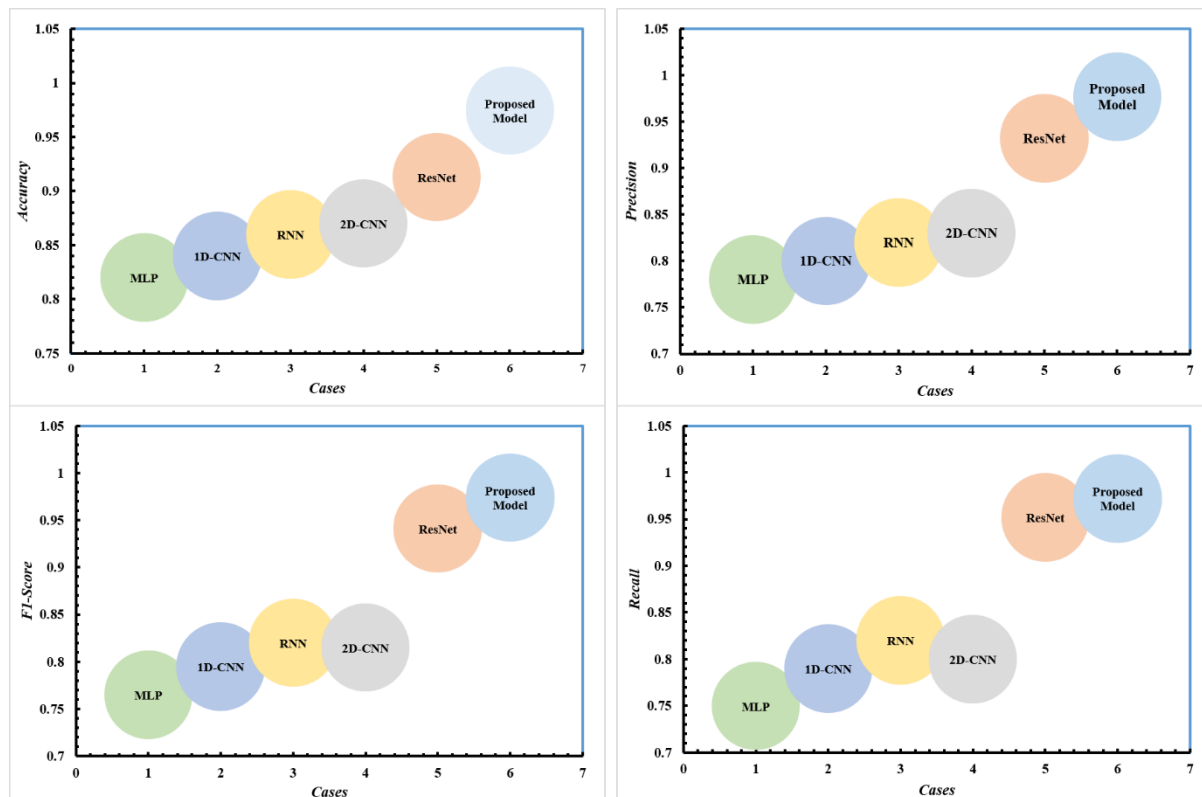 1.05
1
0.95
0.9
0.85
0.8
0.75
Accuracy
MLP
1D-CNN
RNN
2D-CNN
ResNet
Proposed
Model
0 1 2 3 4 5 6 7
Cases
1.05
1
0.95
0.9
0.85
0.8
0.75
0.7
Precision
MLP
1D-CNN
RNN
2D-CNN
ResNet
Proposed
Model
0 1 2 3 4 5 6 7
Cases
1.05
1
0.95
0.9
0.85
0.8
0.75
0.7
F1-Score
MLP
1D-CNN
RNN
2D-CNN
ResNet
Proposed
Model
0 1 2 3 4 5 6 7
Cases
1.05
1
0.95
0.9
0.85
0.8
0.75
0.7
Recall
MLP
1D-CNN
RNN
2D-CNN
ResNet
Proposed
Model
0 1 2 3 4 5 6 7
Cases